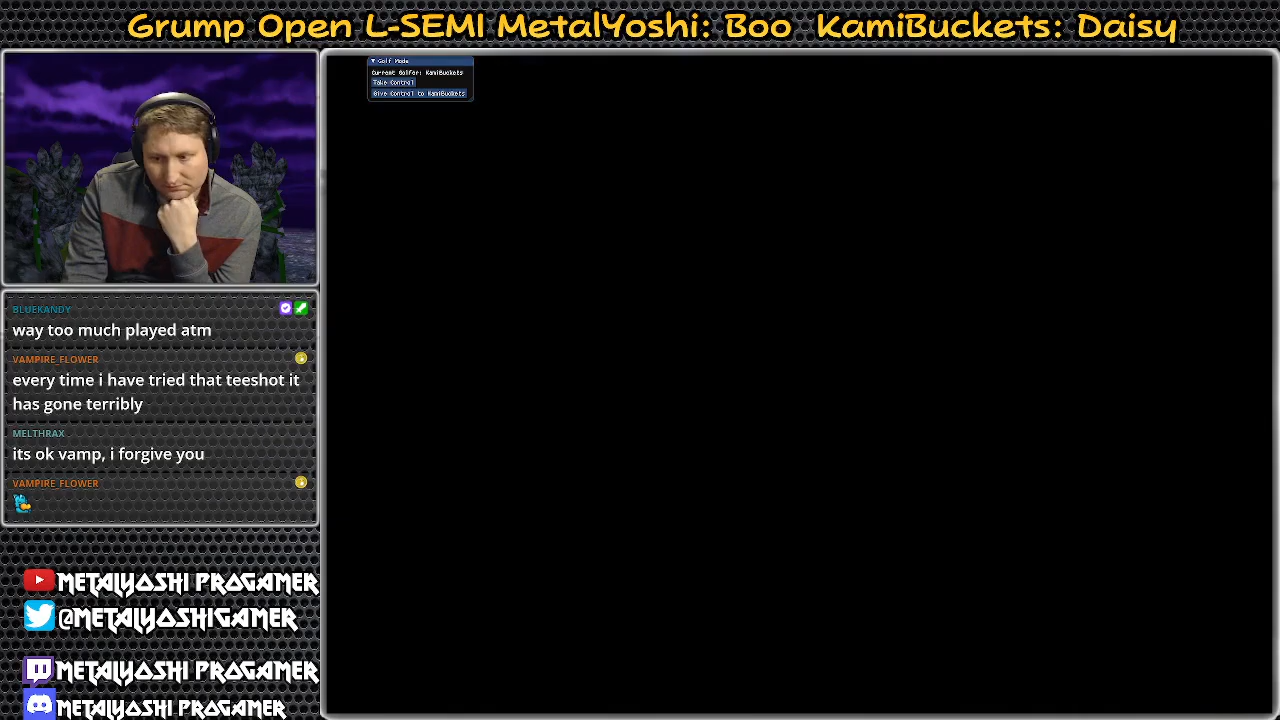 Grump Open L-SEMI MetalYoshi: Boo KamiBuckets: Daisy
▼ Golf Mode
Current Golfer: KamiBuckets
Take Control
Give Control to KamiBuckets
BLUEKANDY
way too much played atm
VAMPIRE_FLOWER
every time i have tried that teeshot it
has gone terribly
MELTHRAX
its ok vamp, i forgive you
VAMPIRE_FLOWER
METALYOSHI PROGAMER
@METALYOSHIGAMER
METALYOSHI PROGAMER
METALYOSHI PROGAMER